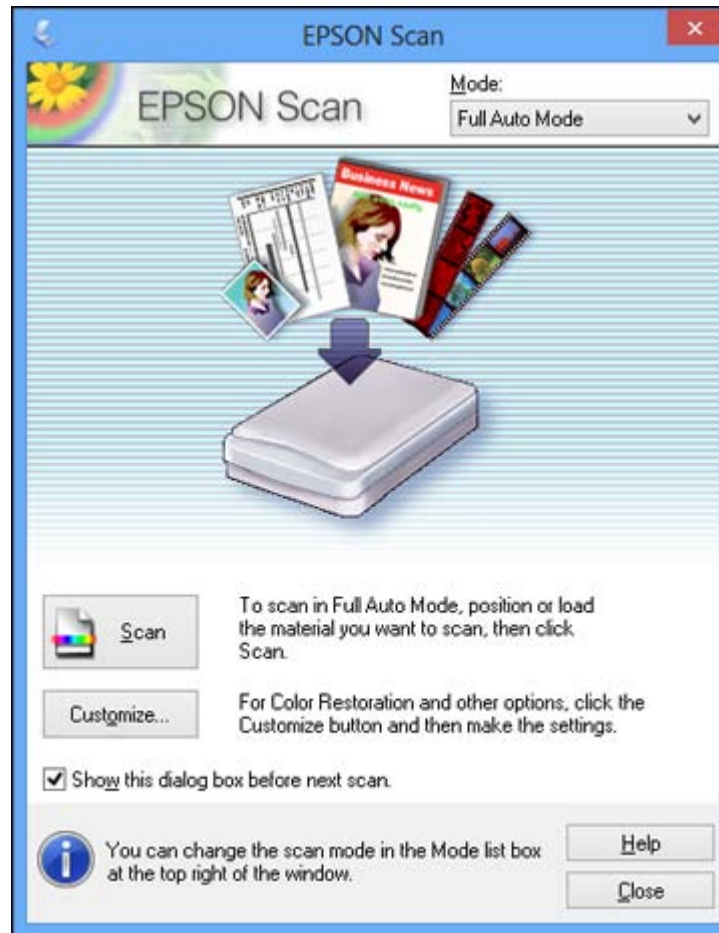 EPSON Scan
EPSON Scan
Mode:
Full Auto Mode
Business News
Scan
To scan in Full Auto Mode, position or load
the material you want to scan, then click
Scan.
Customize...
For Color Restoration and other options, click the
Customize button and then make the settings.
Show this dialog box before next scan.
You can change the scan mode in the Mode list box
at the top right of the window.
Help
Close